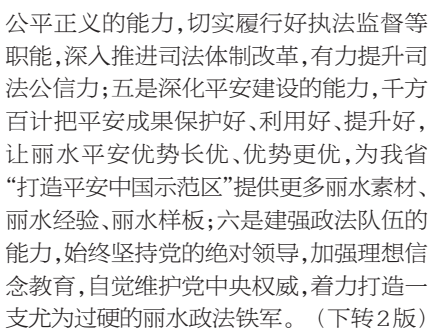 公平正义的能力,切实履行好执法监督等
职能,深入推进司法体制改革,有力提升司
法公信力;五是深化平安建设的能力,千方
百计把平安成果保护好、利用好、提升好,
让丽水平安优势长优、优势更优,为我省
“打造平安中国示范区”提供更多丽水素材、
丽水经验、丽水样板;六是建强政法队伍的
能力,始终坚持党的绝对领导,加强理想信
念教育,自觉维护党中央权威,着力打造一
支尤为过硬的丽水政法铁军。(下转2版)